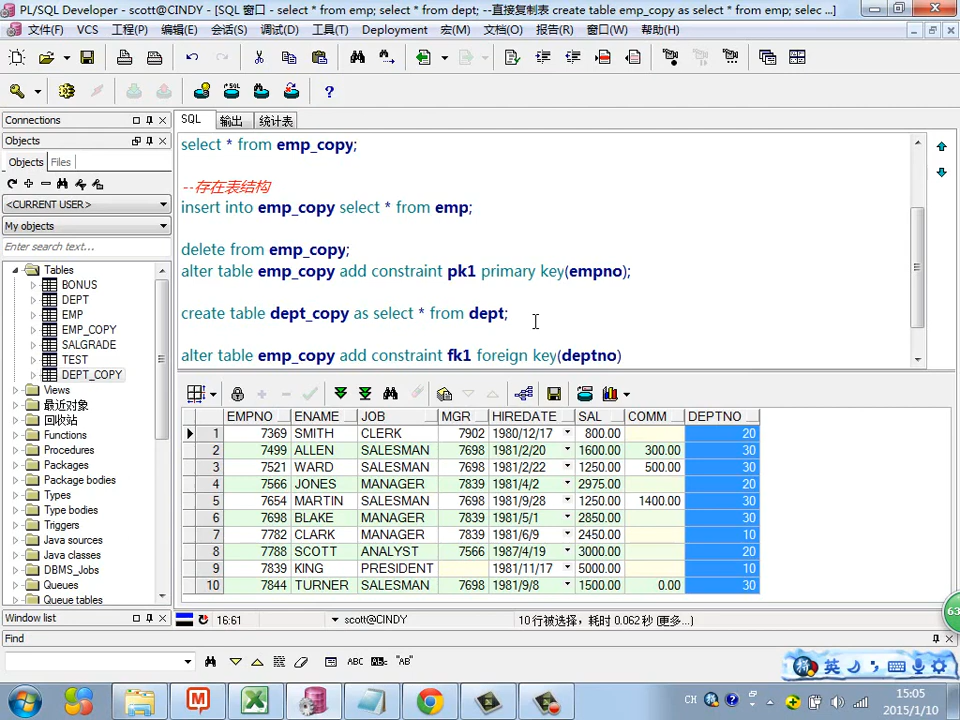 PL/SQL Developer - scott@CINDY - [SQL 窗口 - select * from emp; select * from dept; --直接复制表 create table emp_copy as select * from emp; selec ...]
文件(F) VCS 工程(P) 编辑(E) 会话(S) 调试(D) 工具(T) Deployment 宏(M) 文档(O) 报告(R) 窗口(W) 帮助(H)
Connections
Objects
Objects Files
<CURRENT USER>
My objects
Enter search text...
Tables
BONUS
DEPT
EMP
EMP_COPY
SALGRADE
TEST
DEPT_COPY
Views
最近对象
回收站
Functions
Procedures
Packages
Package bodies
Types
Type bodies
Triggers
Java sources
Java classes
DBMS_Jobs
Queues
Queue tables
Window list
SQL 输出 统计表
select * from emp_copy;
--存在表结构
insert into emp_copy select * from emp;
delete from emp_copy;
alter table emp_copy add constraint pk1 primary key(empno);
create table dept_copy as select * from dept;
alter table emp_copy add constraint fk1 foreign key(deptno)
EMPNO ENAME JOB MGR HIREDATE SAL COMM DEPTNO
1 7369 SMITH CLERK 7902 1980/12/17 800.00 20
2 7499 ALLEN SALESMAN 7698 1981/2/20 1600.00 300.00 30
3 7521 WARD SALESMAN 7698 1981/2/22 1250.00 500.00 30
4 7566 JONES MANAGER 7839 1981/4/2 2975.00 20
5 7654 MARTIN SALESMAN 7698 1981/9/28 1250.00 1400.00 30
6 7698 BLAKE MANAGER 7839 1981/5/1 2850.00 30
7 7782 CLARK MANAGER 7839 1981/6/9 2450.00 10
8 7788 SCOTT ANALYST 7566 1987/4/19 3000.00 20
9 7839 KING PRESIDENT 1981/11/17 5000.00 10
10 7844 TURNER SALESMAN 7698 1981/9/8 1500.00 0.00 30
16:61 scott@CINDY 10 行被选择，耗时 0.062 秒 (更多...)
63
Find
ABC "AB"
英
CH
15:05
2015/1/10